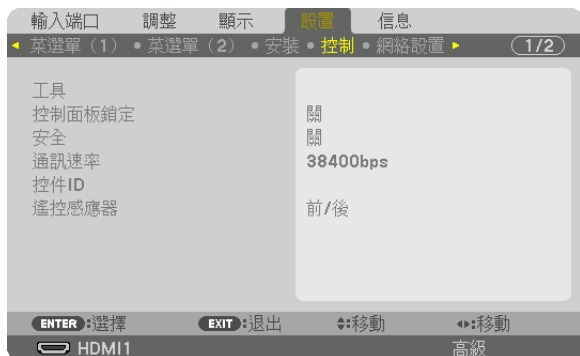 輸入端口 調整 顯示 設置 信息
◂ 菜選單（1） ● 菜選單（2） ● 安裝 ● 控制 ● 網絡設置 ▸ 1/2
工具
控制面板鎖定 關
安全 關
通訊速率 38400bps
控件ID
遙控感應器 前/後
ENTER:選擇 EXIT:退出 ◆:移動 ◂▸:移動
HDMI1 高級